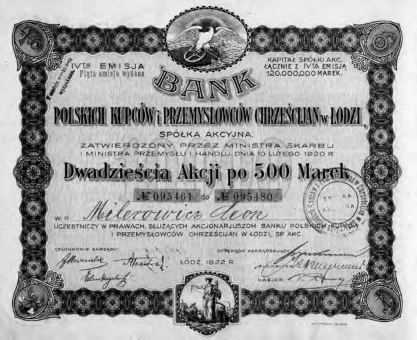 IVTA EMISJA
Piąta emisja wydana
KAPITAŁ SPÓŁKI AKC.
ŁĄCZNIE Z IVTĄ EMISJĄ
120,000,000 MAREK.
BANK
POLSKICH KUPCÓW i PRZEMYSŁOWCÓW CHRZEŚCIJAN w ŁODZI,
SPÓŁKA AKCYJNA.
ZATWIERDZONY PRZEZ MINISTRA SKARBU
I MINISTRA PRZEMYSŁU I HANDLU, DNIA 10 LUTEGO 1920 R.
Dwadzieścia Akcji po 500 Marek
№ 095461 do № 095480
W.P. Milerowicz Leon
UCZESTNICZY W PRAWACH, SŁUŻĄCYCH AKCJONARJUSZOM BANKU POLSKICH KUPCÓW
I PRZEMYSŁOWCÓW CHRZEŚCIJAN W ŁODZI, SP. AKC.
CZŁONKOWIE ZARZĄDU:
ŁÓDŹ, 1922 R.
KASJER: